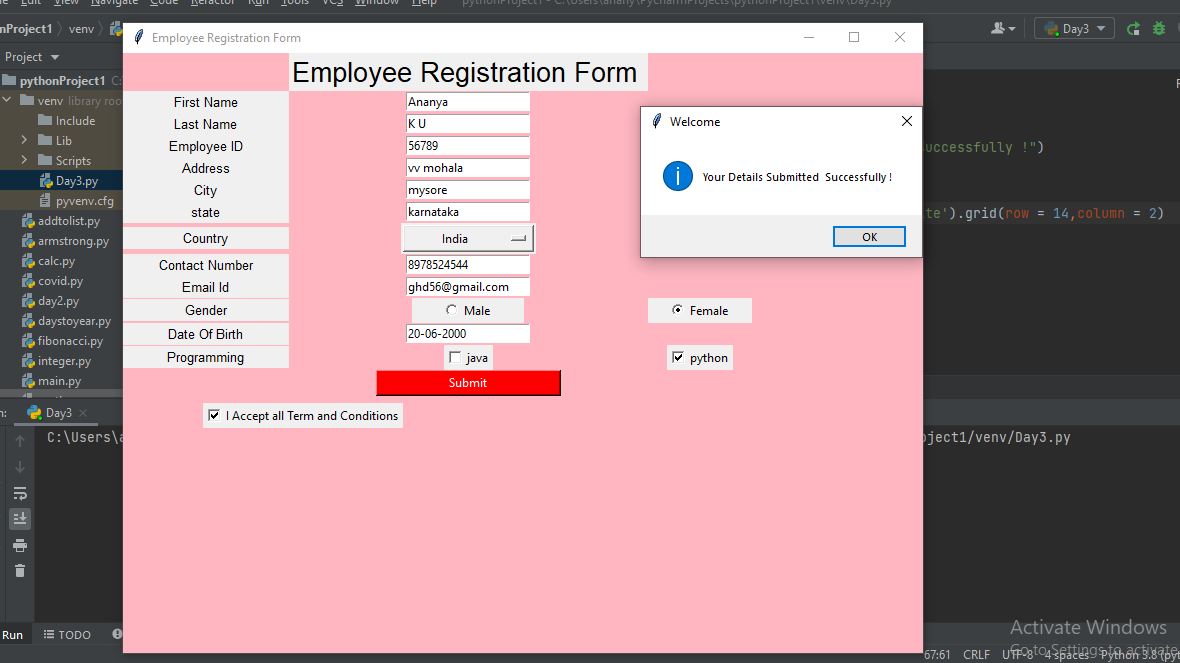 Edit View Navigate Code Refactor Run Tools VCS Window Help pythonProject1 - C:\Users\anany\PycharmProjects\pythonProject1\venv\Day3.py
nProject1 venv
Day3
Employee Registration Form
Project
pythonProject1 C:
venv library roo
Include
Lib
Scripts
Day3.py
pyvenv.cfg
addtolist.py
armstrong.py
calc.py
covid.py
day2.py
daystoyear.py
fibonacci.py
integer.py
main.py
Employee Registration Form
First Name Ananya
Last Name K U
Employee ID 56789
Address vv mohala
City mysore
state karnataka
Country India
Contact Number 8978524544
Email Id ghd56@gmail.com
Gender Male Female
Date Of Birth 20-06-2000
Programming java python
Submit
I Accept all Term and Conditions
Welcome
Your Details Submitted Successfully !
OK
uccessfully !")
te').grid(row = 14,column = 2)
n: Day3
C:\Users\a
oject1/venv/Day3.py
Activate Windows
Go to Settings to activate
Run TODO
67:61 CRLF UTF-8 4 spaces Python 3.8 (pyt